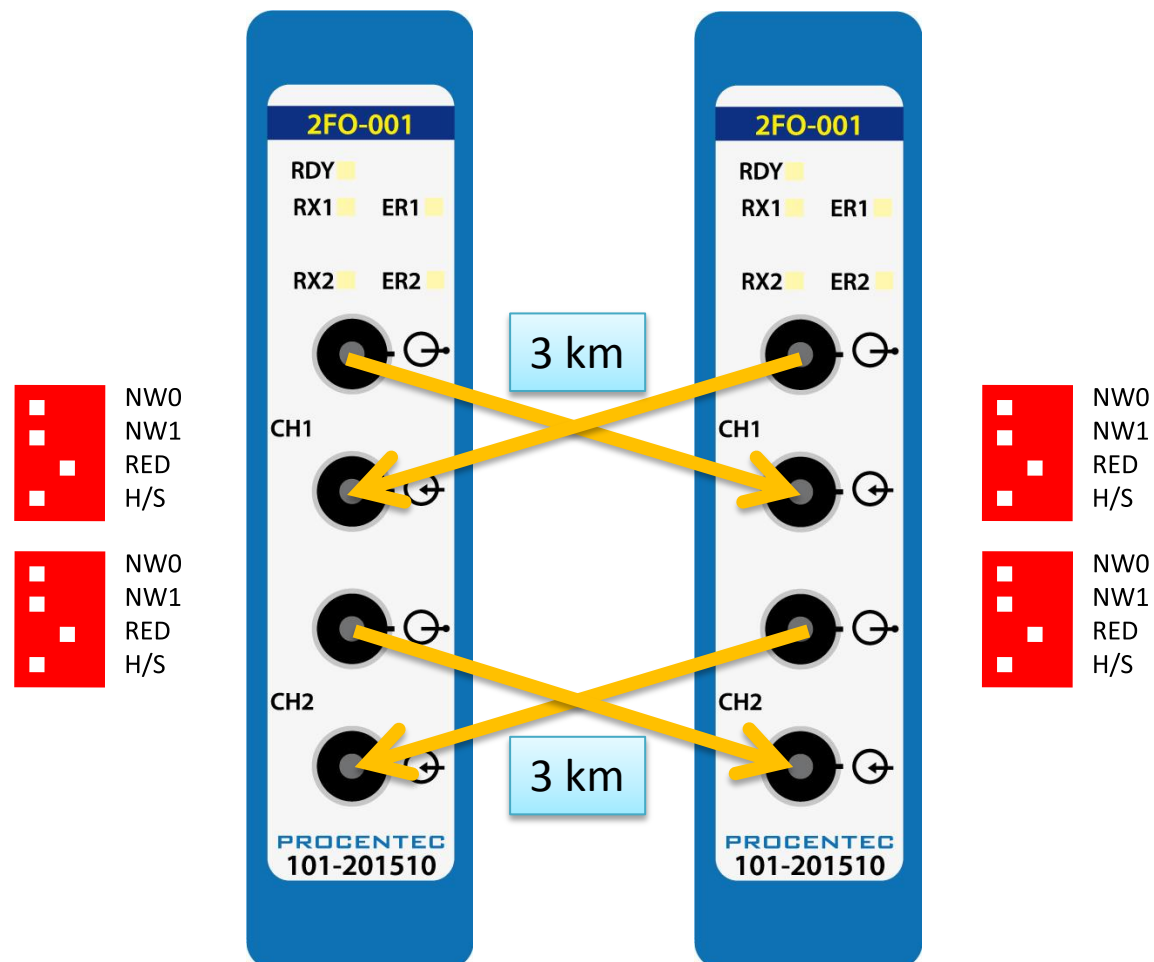 2FO-001
RDY
RX1 ER1
RX2 ER2
CH1
CH2
PROCENTEC
101-201510
2FO-001
RDY
RX1 ER1
RX2 ER2
CH1
CH2
PROCENTEC
101-201510
3 km
3 km
NW0
NW1
RED
H/S
NW0
NW1
RED
H/S
NW0
NW1
RED
H/S
NW0
NW1
RED
H/S